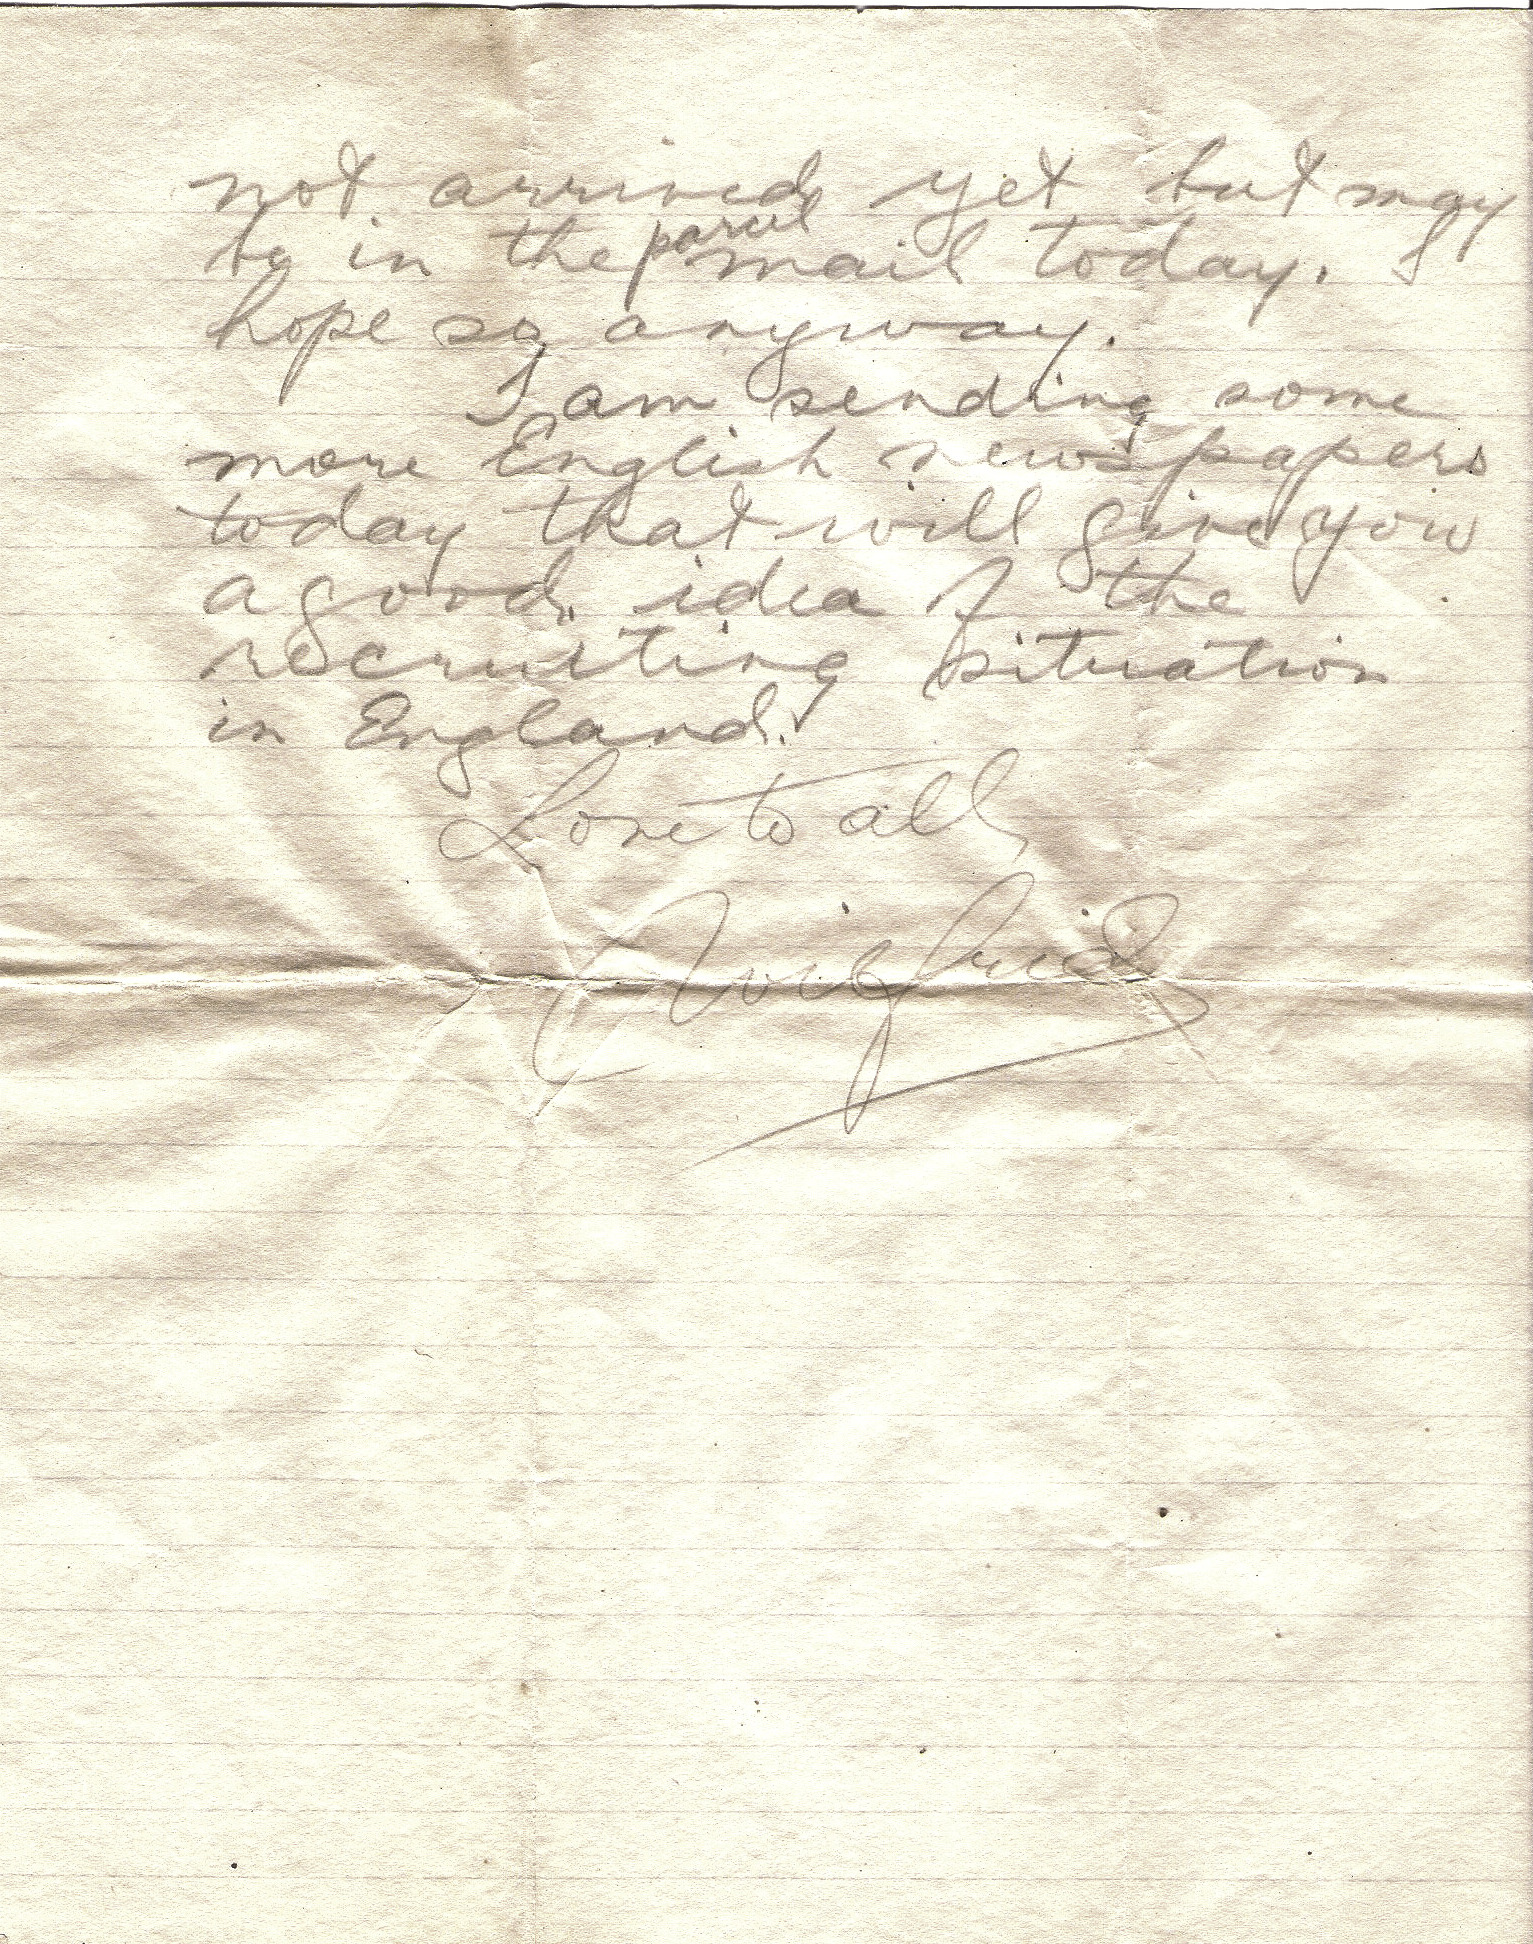 not arrived yet but may
be in the parcel mail today. I
hope so anyway.
I am sending some
more English newspapers
today that will give you
a good idea of the
recruiting situation
in England.
Love to all,
Wilfrid